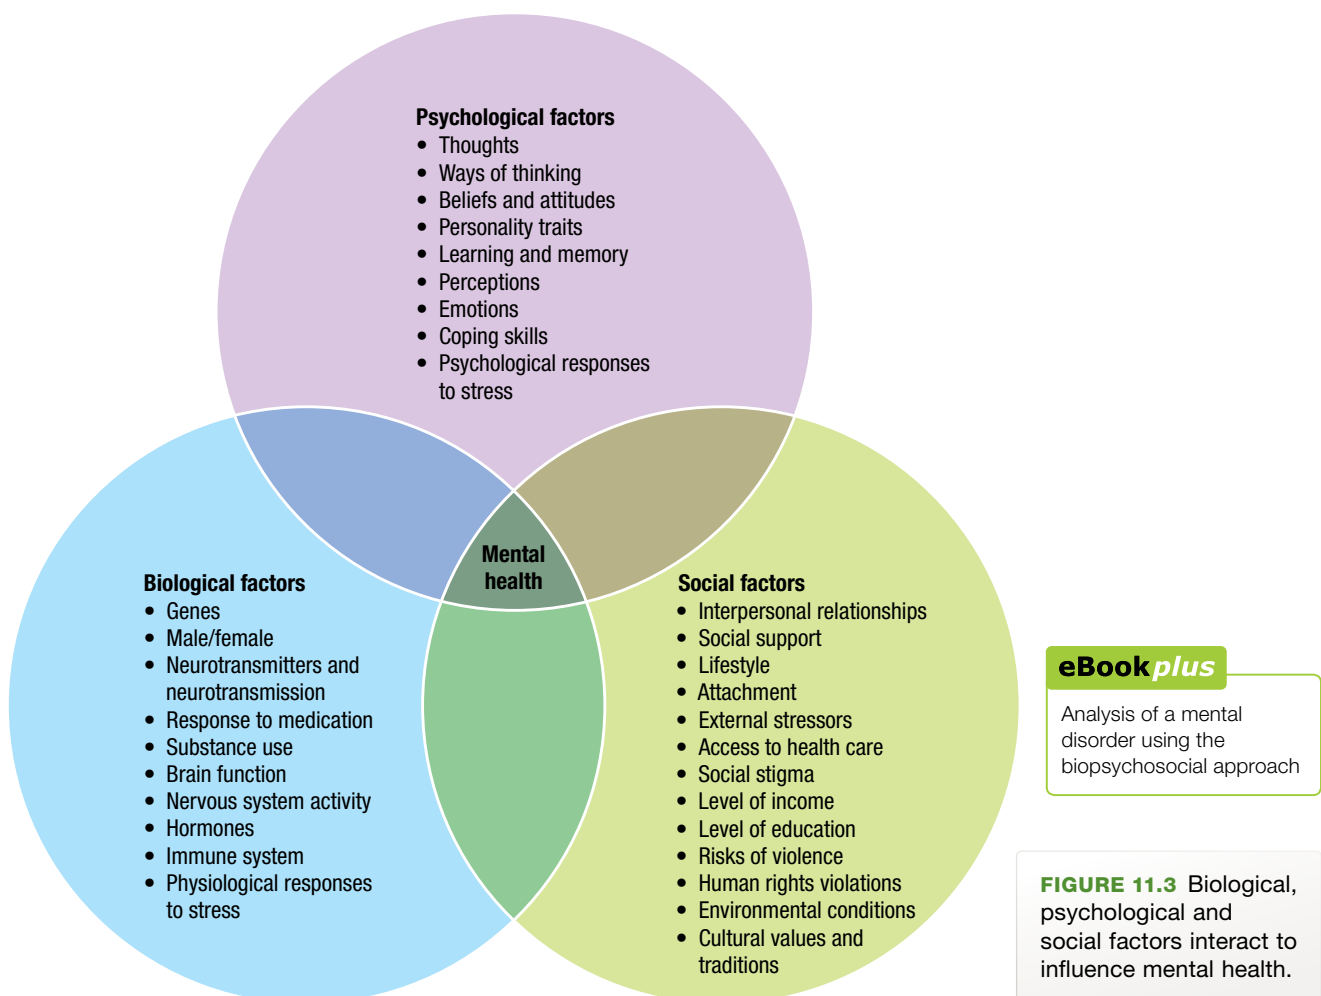 Psychological factors
• Thoughts
• Ways of thinking
• Beliefs and attitudes
• Personality traits
• Learning and memory
• Perceptions
• Emotions
• Coping skills
• Psychological responses
to stress
Mental
health
Biological factors
• Genes
• Male/female
• Neurotransmitters and
neurotransmission
• Response to medication
• Substance use
• Brain function
• Nervous system activity
• Hormones
• Immune system
• Physiological responses
to stress
Social factors
• Interpersonal relationships
• Social support
• Lifestyle
• Attachment
• External stressors
• Access to health care
• Social stigma
• Level of income
• Level of education
• Risks of violence
• Human rights violations
• Environmental conditions
• Cultural values and
traditions
eBookplus
Analysis of a mental
disorder using the
biopsychosocial approach
FIGURE 11.3 Biological,
psychological and
social factors interact to
influence mental health.